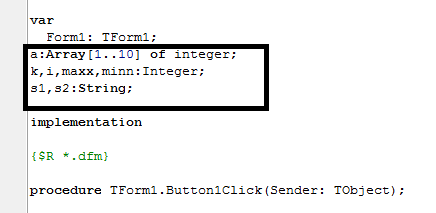 var
Form1: TForm1;
a:Array[1..10] of integer;
k,i,maxx,minn:Integer;
s1,s2:String;
implementation
{$R *.dfm}
procedure TForm1.Button1Click(Sender: TObject);